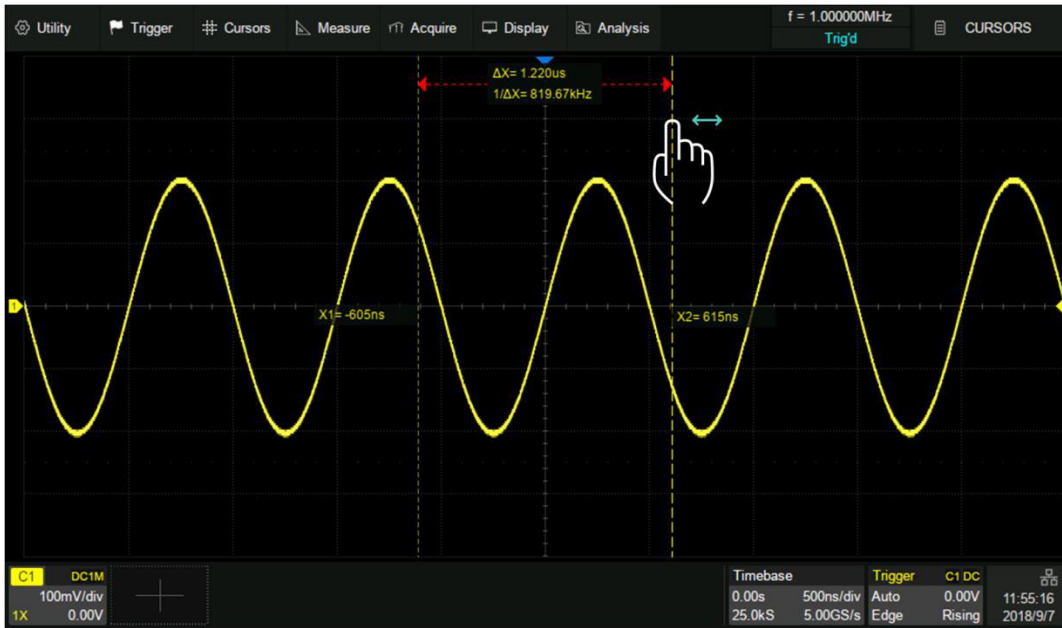 Utility Trigger Cursors Measure Acquire Display Analysis f = 1.000000MHz CURSORS
Trig'd
ΔX= 1.220us
1/ΔX= 819.67kHz
1 X1= -605ns X2= 615ns
C1 DC1M Timebase Trigger C1 DC
100mV/div 0.00s 500ns/div Auto 0.00V 11:55:16
1X 0.00V 25.0kS 5.00GS/s Edge Rising 2018/9/7